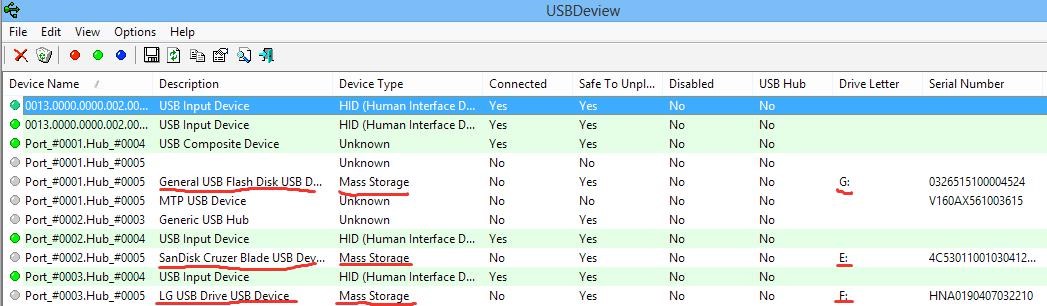 USBDeview
File Edit View Options Help
Device Name / Description Device Type Connected Safe To Unpl... Disabled USB Hub Drive Letter Serial Number
0013.0000.0000.002.00... USB Input Device HID (Human Interface D... Yes Yes No No
0013.0000.0000.002.00... USB Input Device HID (Human Interface D... Yes Yes No No
Port_#0001.Hub_#0004 USB Composite Device Unknown Yes Yes No No
Port_#0001.Hub_#0005 Unknown No No No No
Port_#0001.Hub_#0005 General USB Flash Disk USB D... Mass Storage No Yes No No G: 0326515100004524
Port_#0001.Hub_#0005 MTP USB Device Unknown No No No No V160AX561003615
Port_#0002.Hub_#0003 Generic USB Hub Unknown No Yes No No
Port_#0002.Hub_#0004 USB Input Device HID (Human Interface D... Yes Yes No No
Port_#0002.Hub_#0005 SanDisk Cruzer Blade USB Dev... Mass Storage No Yes No No E: 4C53011001030412...
Port_#0003.Hub_#0004 USB Input Device HID (Human Interface D... Yes Yes No No
Port_#0003.Hub_#0005 LG USB Drive USB Device Mass Storage No Yes No No F: HNA0190407032210